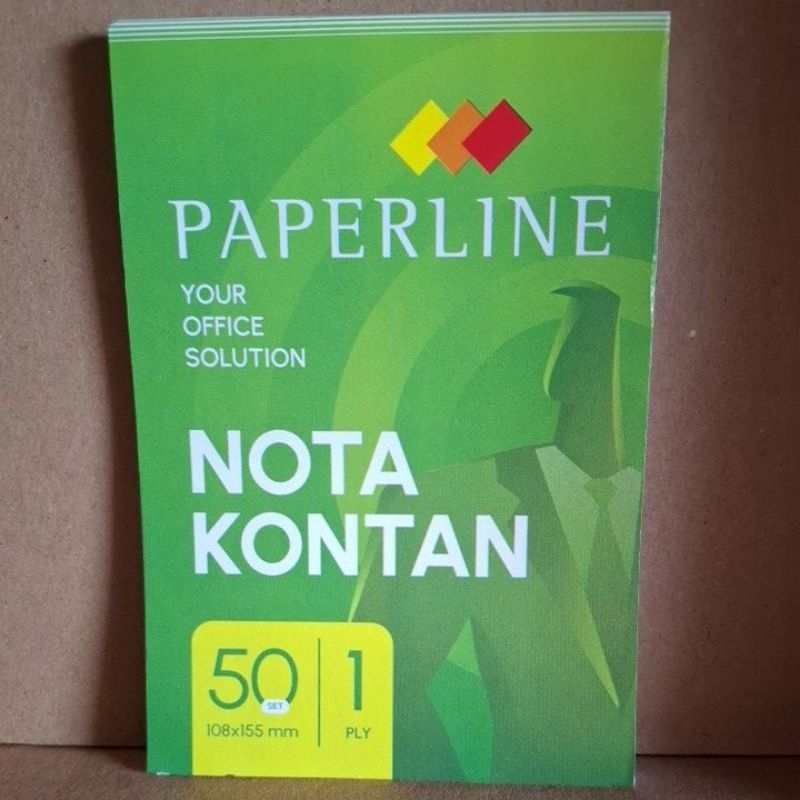 PAPERLINE
YOUR
OFFICE
SOLUTION
NOTA
KONTAN
50 SET
108x155 mm
1
PLY